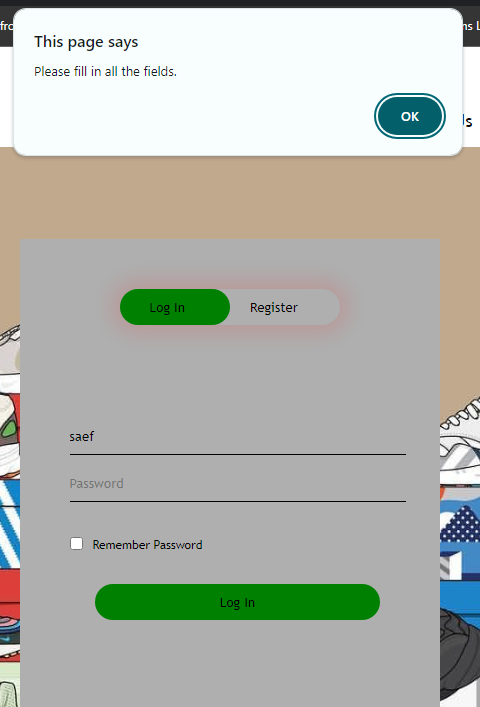 This page says
Please fill in all the fields.
OK
Log In
Register
saef
Password
Remember Password
Log In